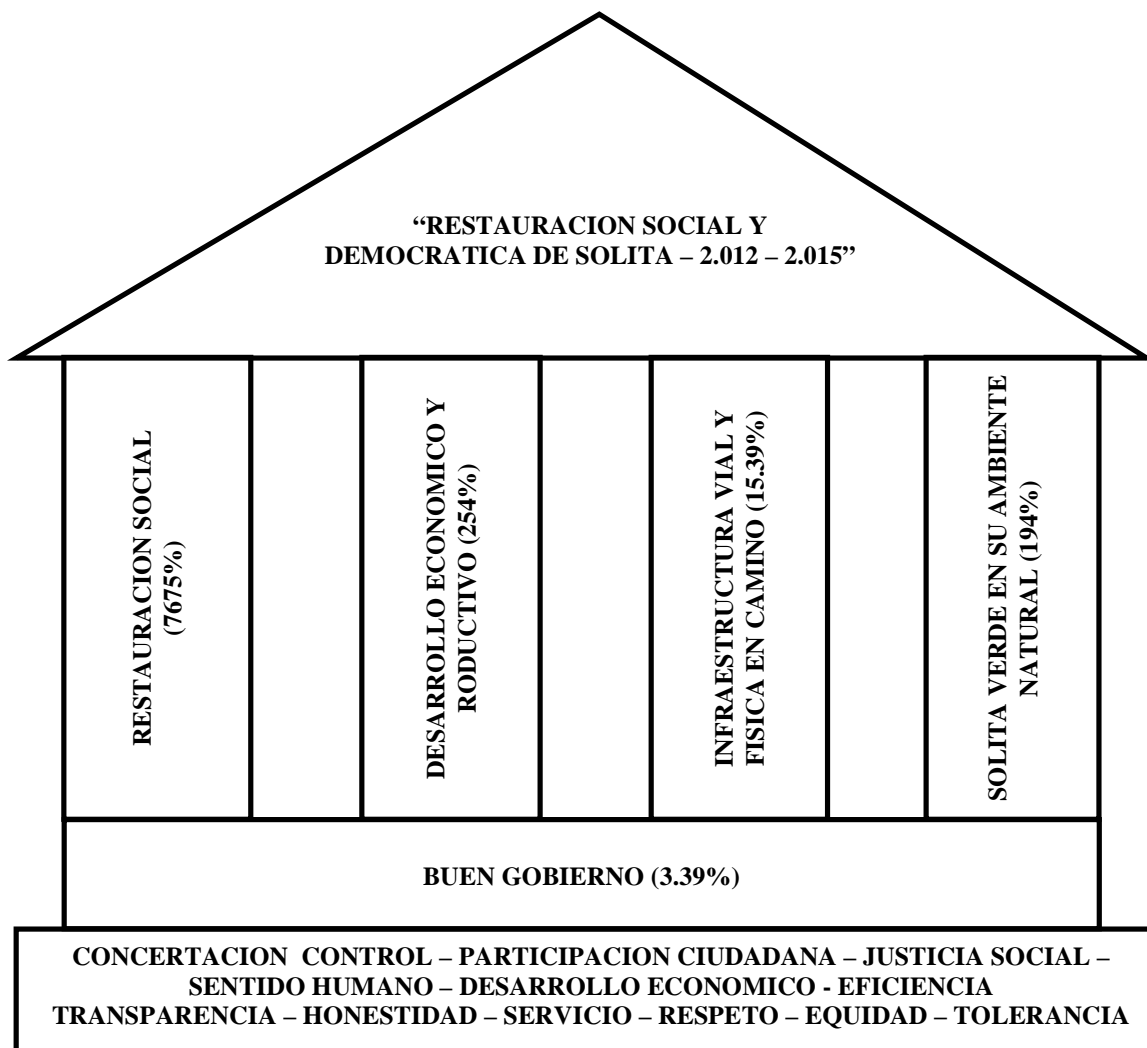 “RESTAURACION SOCIAL Y
DEMOCRATICA DE SOLITA – 2.012 – 2.015”
RESTAURACION SOCIAL
(7675%)
DESARROLLO ECONOMICO Y
RODUCTIVO (254%)
INFRAESTRUCTURA VIAL Y
FISICA EN CAMINO (15.39%)
SOLITA VERDE EN SU AMBIENTE
NATURAL (194%)
BUEN GOBIERNO (3.39%)
CONCERTACION  CONTROL – PARTICIPACION CIUDADANA – JUSTICIA SOCIAL –
SENTIDO HUMANO – DESARROLLO ECONOMICO - EFICIENCIA
TRANSPARENCIA – HONESTIDAD – SERVICIO – RESPETO – EQUIDAD – TOLERANCIA